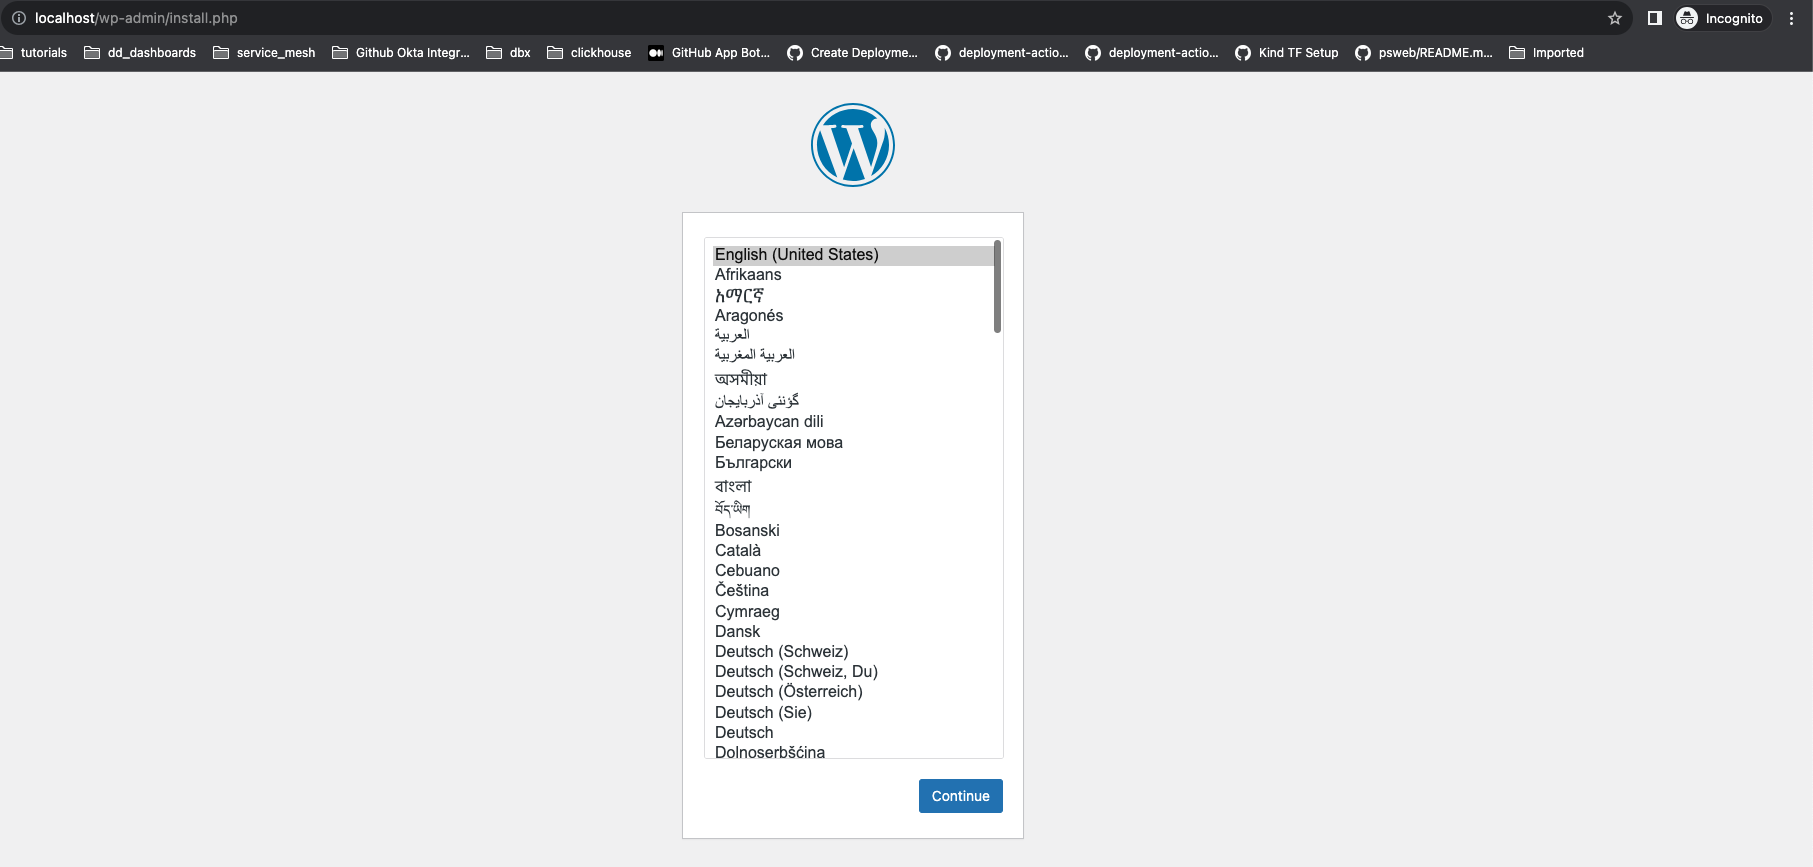 localhost/wp-admin/install.php
Incognito
tutorials dd_dashboards service_mesh Github Okta Integr... dbx clickhouse GitHub App Bot... Create Deployme... deployment-actio... deployment-actio... Kind TF Setup psweb/README.m... Imported
English (United States)
Afrikaans
አማርኛ
Aragonés
العربية
العربية المغربية
অসমীয়া
گؤنئی آذربایجان
Azərbaycan dili
Беларуская мова
Български
বাংলা
བོད་ཡིག
Bosanski
Català
Cebuano
Čeština
Cymraeg
Dansk
Deutsch (Schweiz)
Deutsch (Schweiz, Du)
Deutsch (Österreich)
Deutsch (Sie)
Deutsch
Dolnoserbšćina
Continue